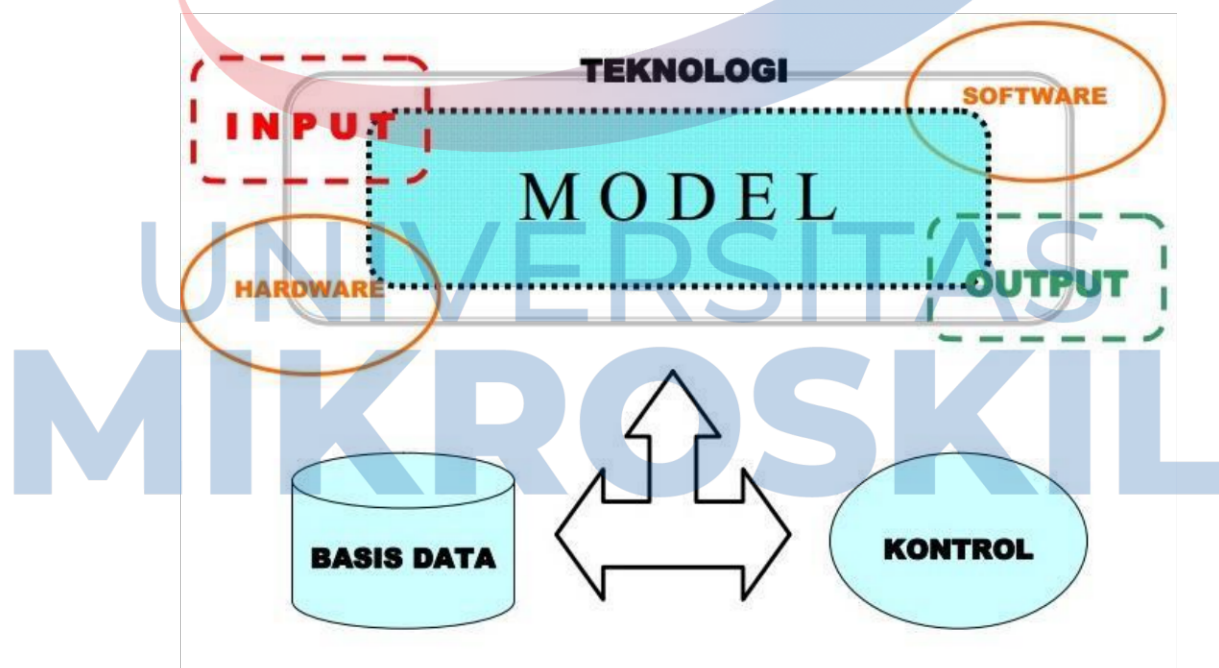 TEKNOLOGI
INPUT
SOFTWARE
MODEL
HARDWARE
OUTPUT
UNIVERSITAS
MIKROSKIL
BASIS DATA
KONTROL